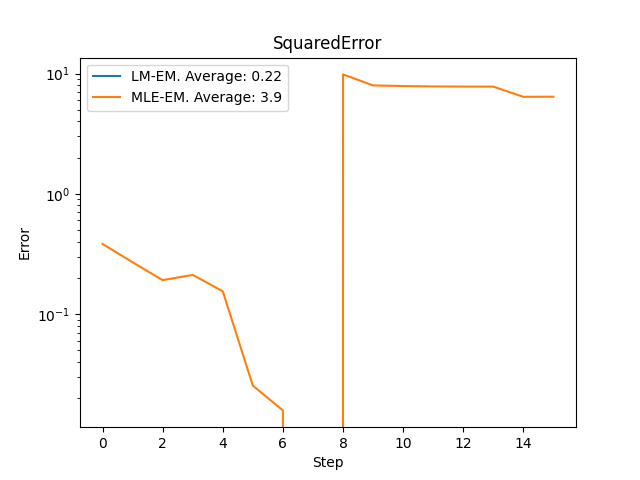 SquaredError
LM-EM. Average: 0.22
MLE-EM. Average: 3.9
10¹
10⁰
10⁻¹
Error
0 2 4 6 8 10 12 14
Step